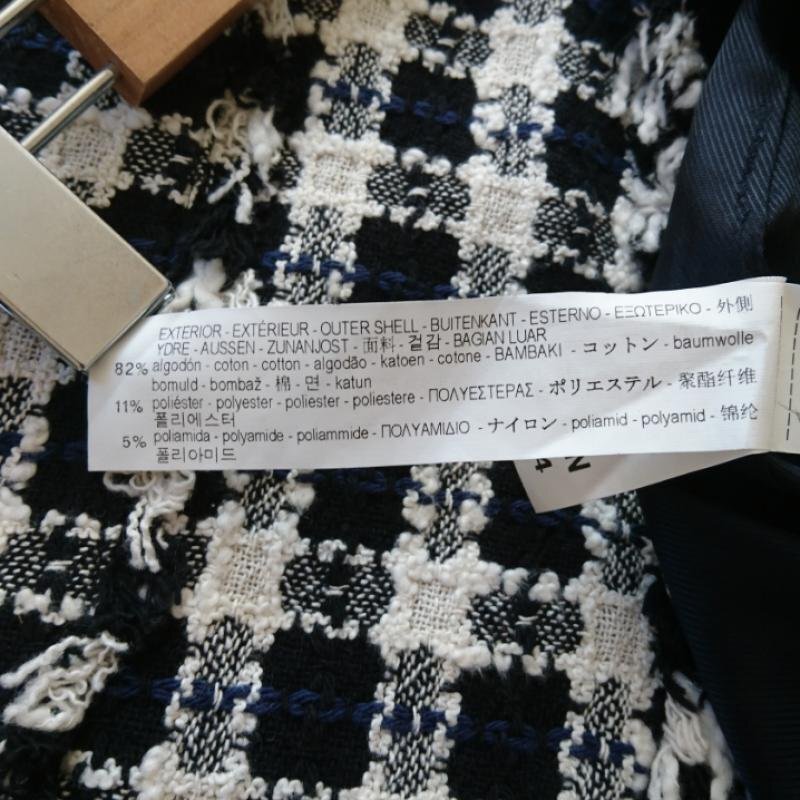 EXTERIOR - EXTÉRIEUR - OUTER SHELL - BUITENKANT - ESTERNO - ΕΞΩΤΕΡΙΚΟ - 外側
YDRE - AUSSEN - ZUNANJOST - 面料 - 겉감 - BAGIAN LUAR
82% algodón - coton - cotton - algodão - katoen - cotone - ΒΑΜΒΑΚΙ - コットン - baumwolle
bomuld - bombaž - 棉 - 면 - katun
11% poliéster - polyester - poliester - poliestere - ΠΟΛΥΕΣΤΕΡΑΣ - ポリエステル - 聚酯纤维
폴리에스터
5% poliamida - polyamide - poliammide - ΠΟΛΥΑΜΙΔΙΟ - ナイロン - poliamid - polyamid - 锦纶
폴리아미드